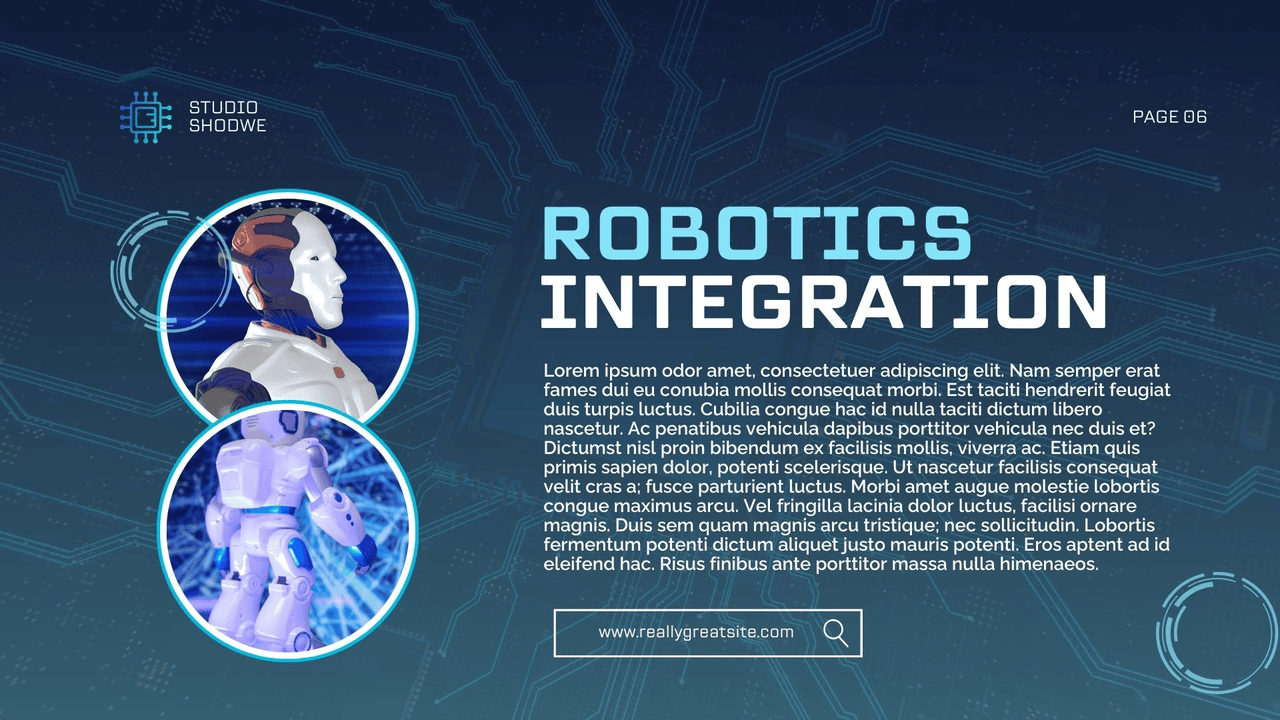 STUDIO
SHODWE
PAGE 06
ROBOTICS
INTEGRATION
Lorem ipsum odor amet, consectetuer adipiscing elit. Nam semper erat
fames dui eu conubia mollis consequat morbi. Est taciti hendrerit feugiat
duis turpis luctus. Cubilia congue hac id nulla taciti dictum libero
nascetur. Ac penatibus vehicula dapibus porttitor vehicula nec duis et?
Dictumst nisl proin bibendum ex facilisis mollis, viverra ac. Etiam quis
primis sapien dolor, potenti scelerisque. Ut nascetur facilisis consequat
velit cras a; fusce parturient luctus. Morbi amet augue molestie lobortis
congue maximus arcu. Vel fringilla lacinia dolor luctus, facilisi ornare
magnis. Duis sem quam magnis arcu tristique; nec sollicitudin. Lobortis
fermentum potenti dictum aliquet justo mauris potenti. Eros aptent ad id
eleifend hac. Risus finibus ante porttitor massa nulla himenaeos.
www.reallygreatsite.com